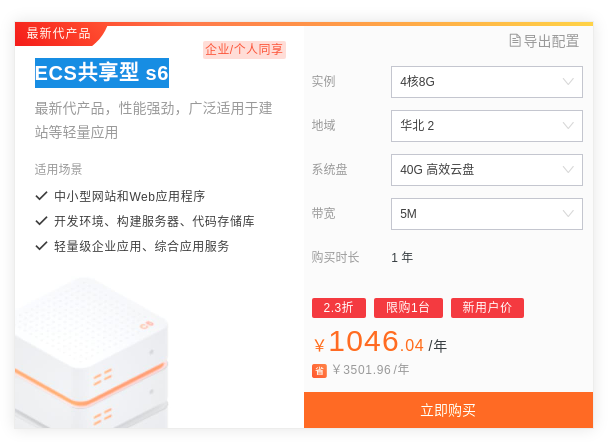 最新代产品
企业/个人同享
ECS共享型 s6
最新代产品，性能强劲，广泛适用于建
站等轻量应用
适用场景
中小型网站和Web应用程序
开发环境、构建服务器、代码存储库
轻量级企业应用、综合应用服务
导出配置
实例 4核8G
地域 华北 2
系统盘 40G 高效云盘
带宽 5M
购买时长 1 年
2.3折 限购1台 新用户价
￥1046.04 /年
省 ￥3501.96 /年
立即购买